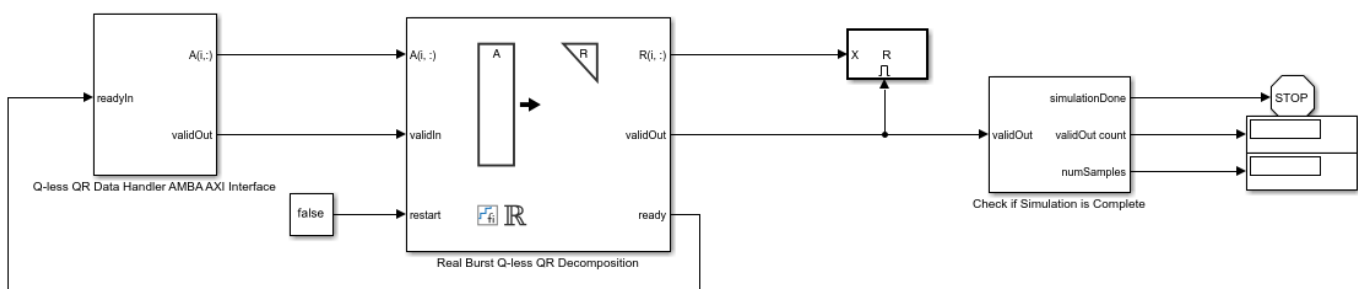 A(i,:)
readyIn
validOut
Q-less QR Data Handler AMBA AXI Interface
false
A(i, :)
A
R
R(i, :)
validIn
validOut
restart
fi ℝ
ready
Real Burst Q-less QR Decomposition
X R
validOut
simulationDone
validOut count
numSamples
Check if Simulation is Complete
STOP